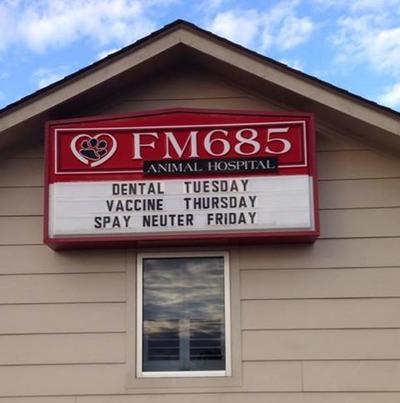 FM685
ANIMAL HOSPITAL
DENTAL TUESDAY
VACCINE THURSDAY
SPAY NEUTER FRIDAY